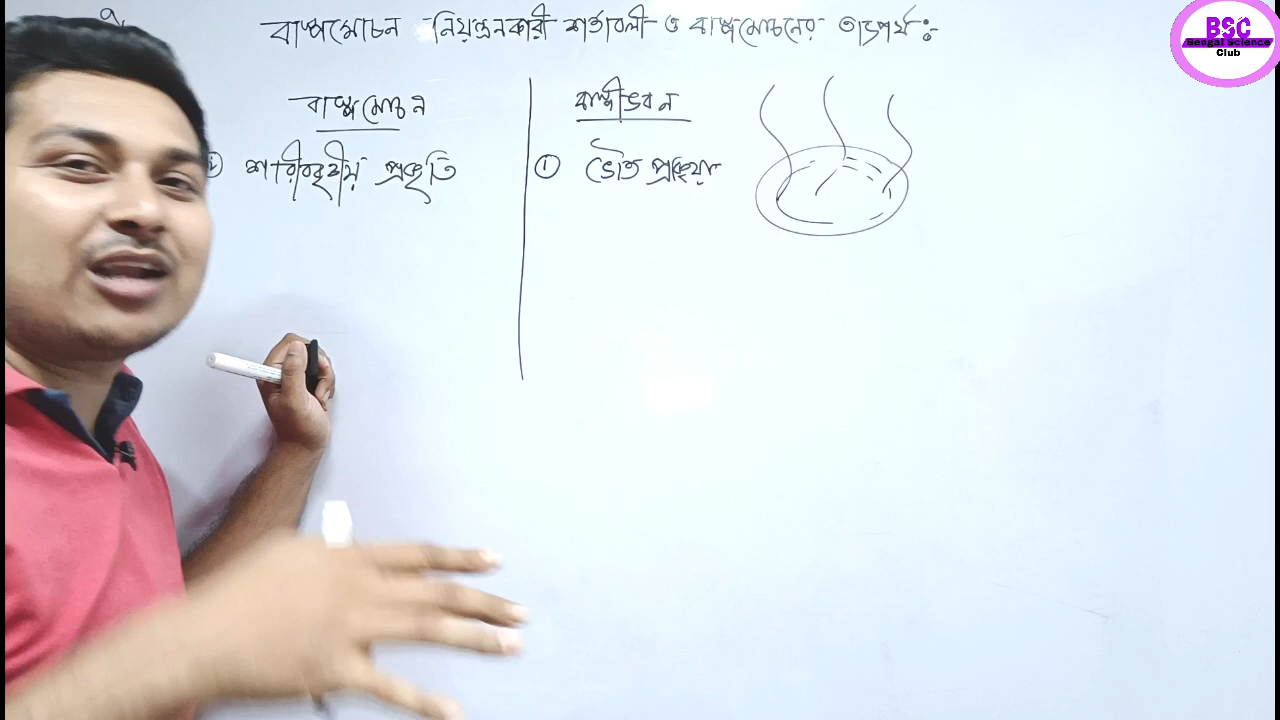 বাষ্পমোচন নিয়ন্ত্রনকারী শর্তাবলী ও বাষ্পমোচনের তাৎপর্য :-
BSC
Bengal Science
Club
বাষ্পমোচন
বাষ্পীভবন
① শারীরবৃত্তীয় প্রকৃতি
① ভৌত প্রক্রিয়া